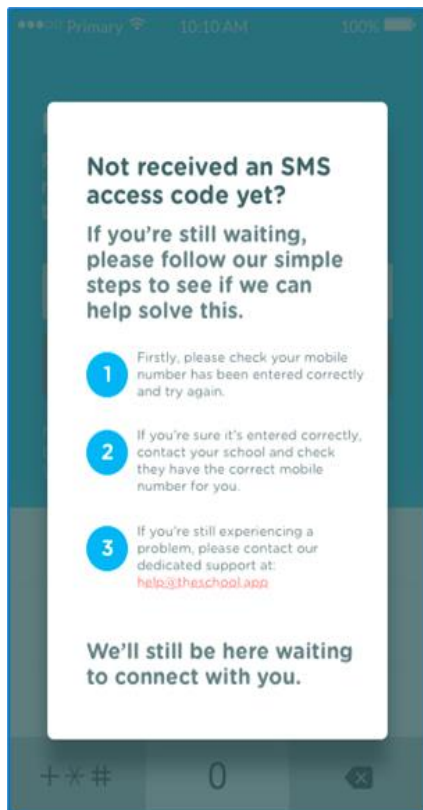 Primary 10:10 AM 100%
Not received an SMS
access code yet?
If you're still waiting,
please follow our simple
steps to see if we can
help solve this.
1
Firstly, please check your mobile
number has been entered correctly
and try again.
2
If you're sure it's entered correctly,
contact your school and check
they have the correct mobile
number for you.
3
If you're still experiencing a
problem, please contact our
dedicated support at:
help@theschool.app
We'll still be here waiting
to connect with you.
+*# 0